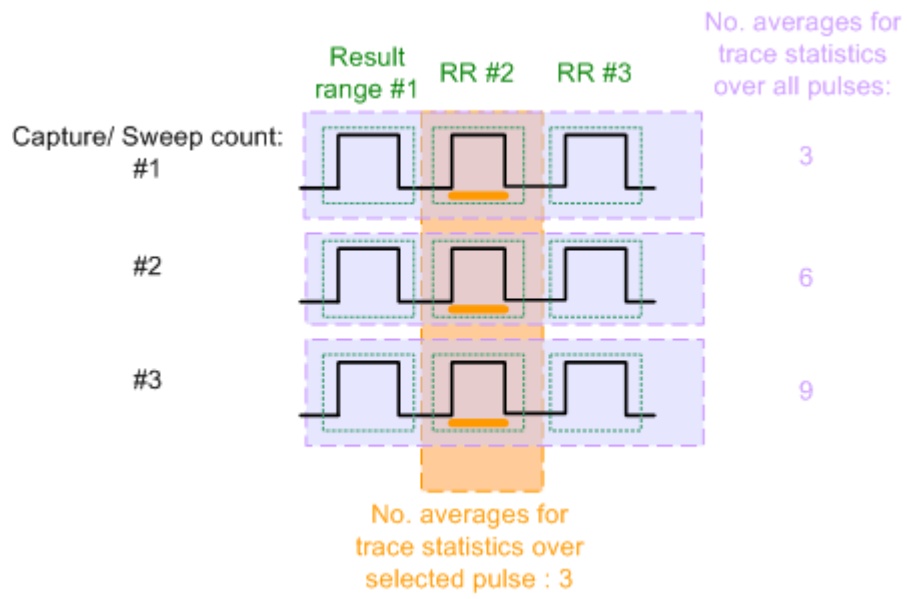 No. averages for
trace statistics
over all pulses:
Result
range #1
RR #2
RR #3
Capture/ Sweep count:
#1
3
#2
6
#3
9
No. averages for
trace statistics over
selected pulse : 3